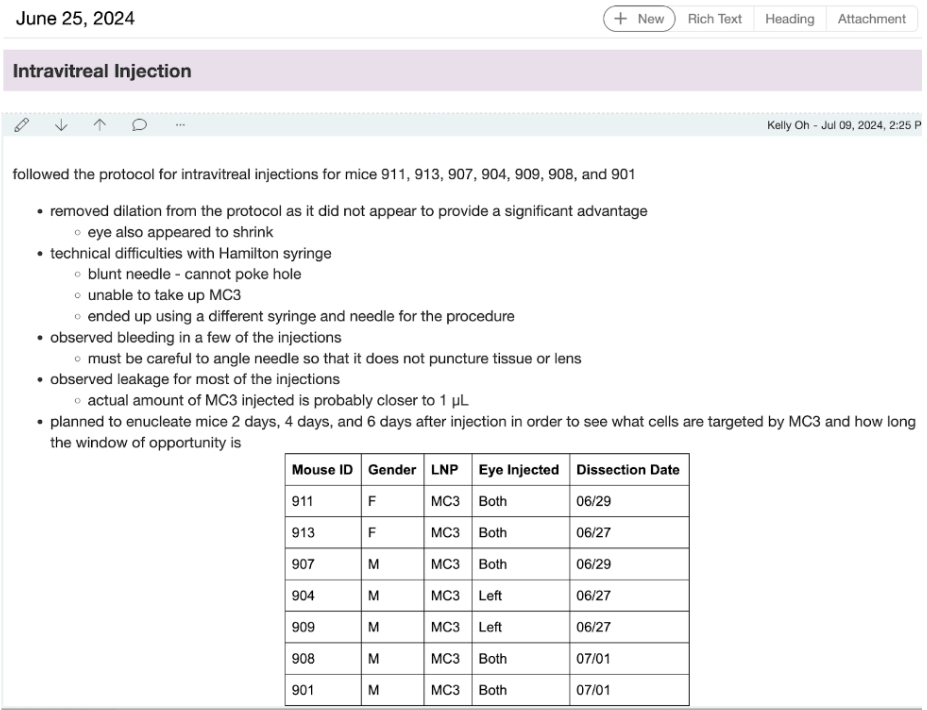 June 25, 2024
+ New Rich Text Heading Attachment
Intravitreal Injection
Kelly Oh - Jul 09, 2024, 2:25 P
followed the protocol for intravitreal injections for mice 911, 913, 907, 904, 909, 908, and 901
• removed dilation from the protocol as it did not appear to provide a significant advantage
◦ eye also appeared to shrink
• technical difficulties with Hamilton syringe
◦ blunt needle - cannot poke hole
◦ unable to take up MC3
◦ ended up using a different syringe and needle for the procedure
• observed bleeding in a few of the injections
◦ must be careful to angle needle so that it does not puncture tissue or lens
• observed leakage for most of the injections
◦ actual amount of MC3 injected is probably closer to 1 µL
• planned to enucleate mice 2 days, 4 days, and 6 days after injection in order to see what cells are targeted by MC3 and how long
the window of opportunity is
Mouse ID Gender LNP Eye Injected Dissection Date
911 F MC3 Both 06/29
913 F MC3 Both 06/27
907 M MC3 Both 06/29
904 M MC3 Left 06/27
909 M MC3 Left 06/27
908 M MC3 Both 07/01
901 M MC3 Both 07/01